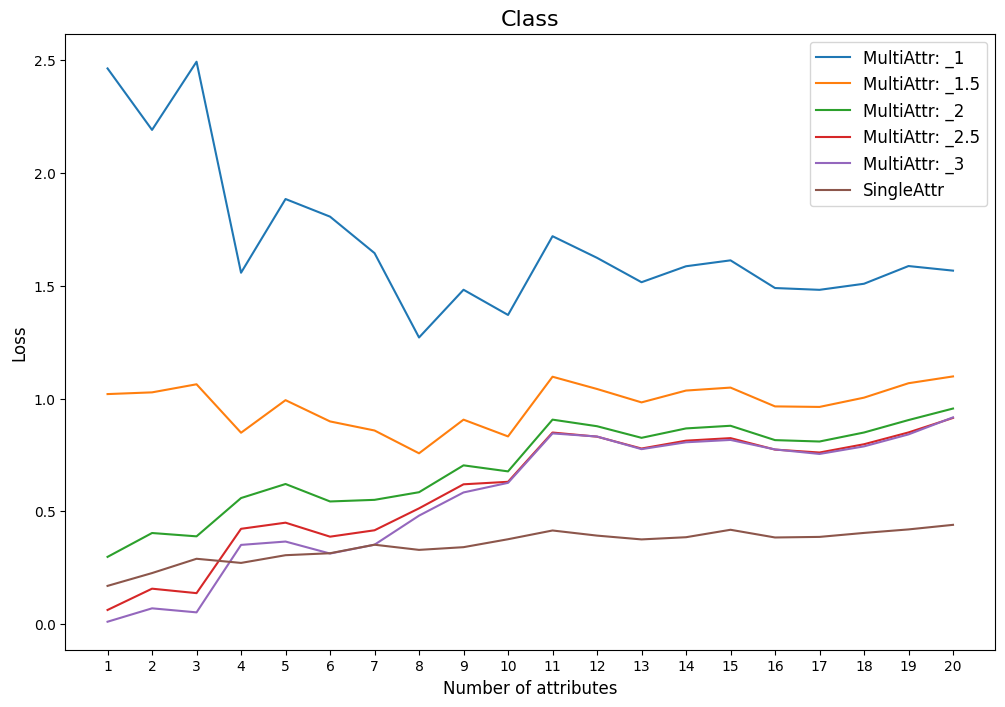 Class
MultiAttr: _1
MultiAttr: _1.5
MultiAttr: _2
MultiAttr: _2.5
MultiAttr: _3
SingleAttr
2.5
2.0
1.5
1.0
0.5
0.0
Loss
1 2 3 4 5 6 7 8 9 10 11 12 13 14 15 16 17 18 19 20
Number of attributes